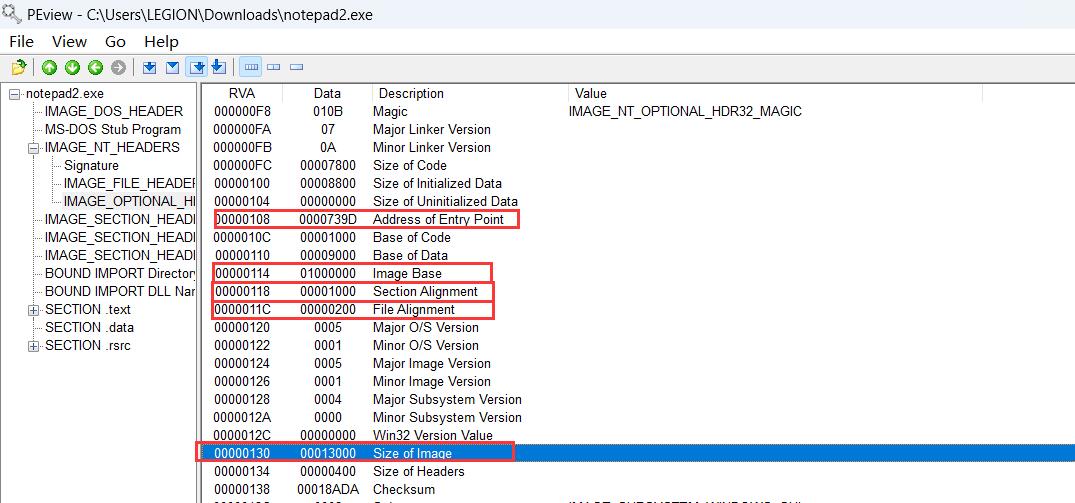 PEview - C:\Users\LEGION\Downloads\notepad2.exe
File View Go Help
notepad2.exe
IMAGE_DOS_HEADER
MS-DOS Stub Program
IMAGE_NT_HEADERS
Signature
IMAGE_FILE_HEADER
IMAGE_OPTIONAL_H
IMAGE_SECTION_HEAD
IMAGE_SECTION_HEAD
IMAGE_SECTION_HEAD
BOUND IMPORT Directory
BOUND IMPORT DLL Nar
SECTION .text
SECTION .data
SECTION .rsrc
RVA Data Description Value
000000F8 010B Magic IMAGE_NT_OPTIONAL_HDR32_MAGIC
000000FA 07 Major Linker Version
000000FB 0A Minor Linker Version
000000FC 00007800 Size of Code
00000100 00008800 Size of Initialized Data
00000104 00000000 Size of Uninitialized Data
00000108 0000739D Address of Entry Point
0000010C 00001000 Base of Code
00000110 00009000 Base of Data
00000114 01000000 Image Base
00000118 00001000 Section Alignment
0000011C 00000200 File Alignment
00000120 0005 Major O/S Version
00000122 0001 Minor O/S Version
00000124 0005 Major Image Version
00000126 0001 Minor Image Version
00000128 0004 Major Subsystem Version
0000012A 0000 Minor Subsystem Version
0000012C 00000000 Win32 Version Value
00000130 00013000 Size of Image
00000134 00000400 Size of Headers
00000138 00018ADA Checksum